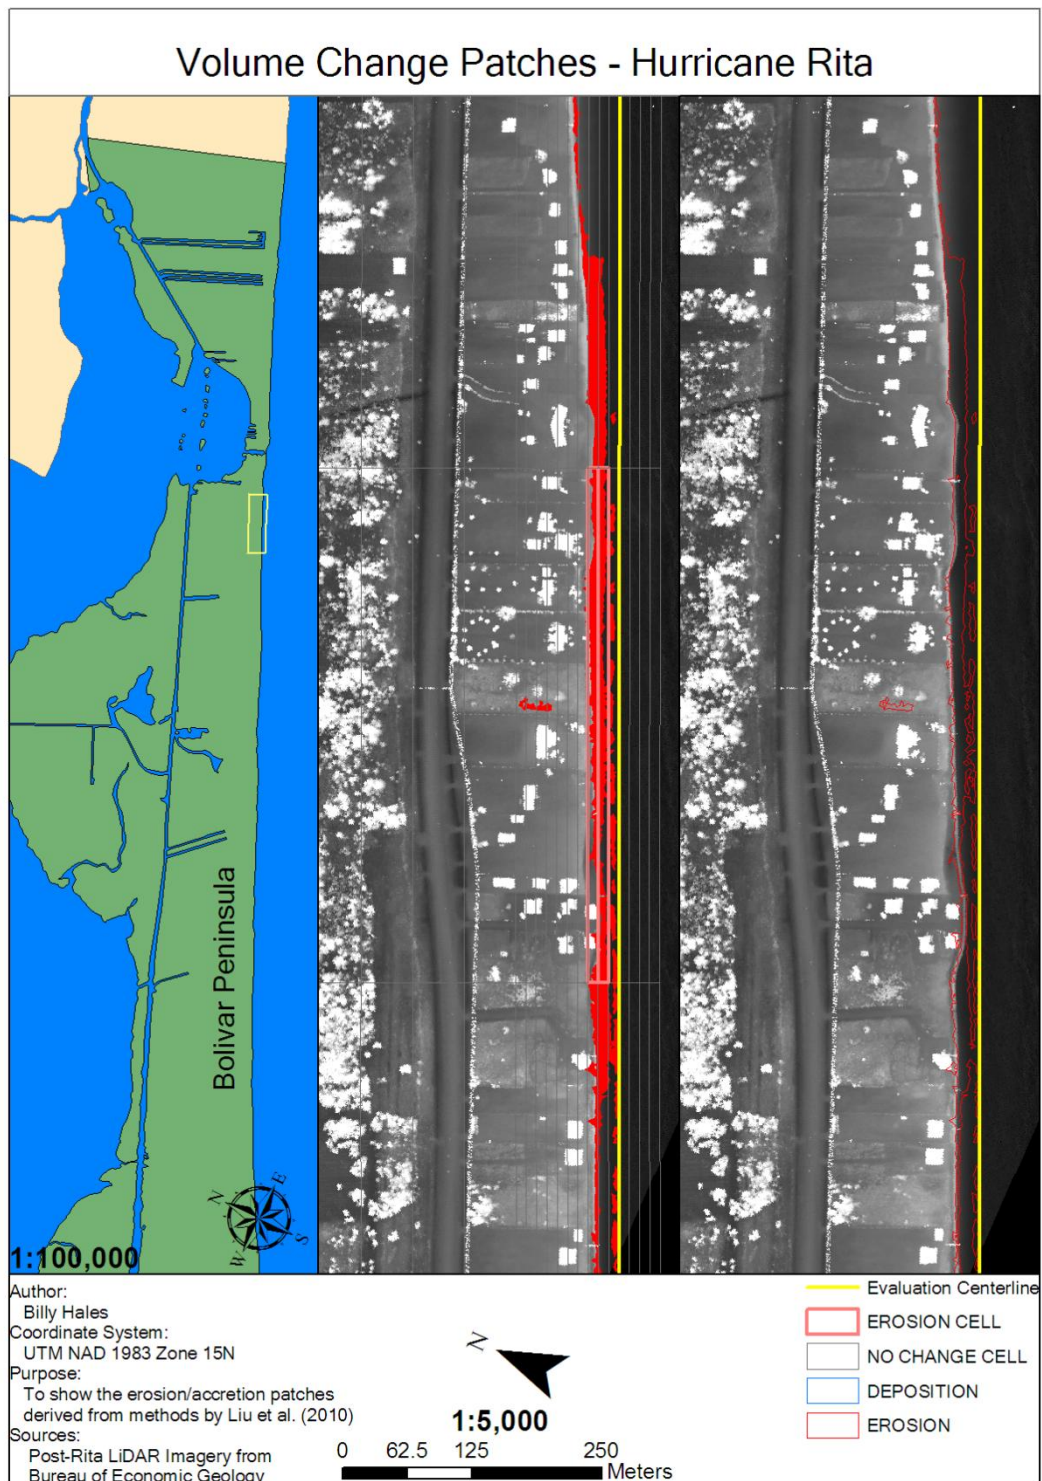 Volume Change Patches - Hurricane Rita
Bolivar Peninsula
N
E
S
W
1:100,000
Author:
Billy Hales
Coordinate System:
UTM NAD 1983 Zone 15N
Purpose:
To show the erosion/accretion patches
derived from methods by Liu et al. (2010)
Sources:
Post-Rita LiDAR Imagery from
Bureau of Economic Geology
N
1:5,000
0 62.5 125 250
Meters
Evaluation Centerline
EROSION CELL
NO CHANGE CELL
DEPOSITION
EROSION